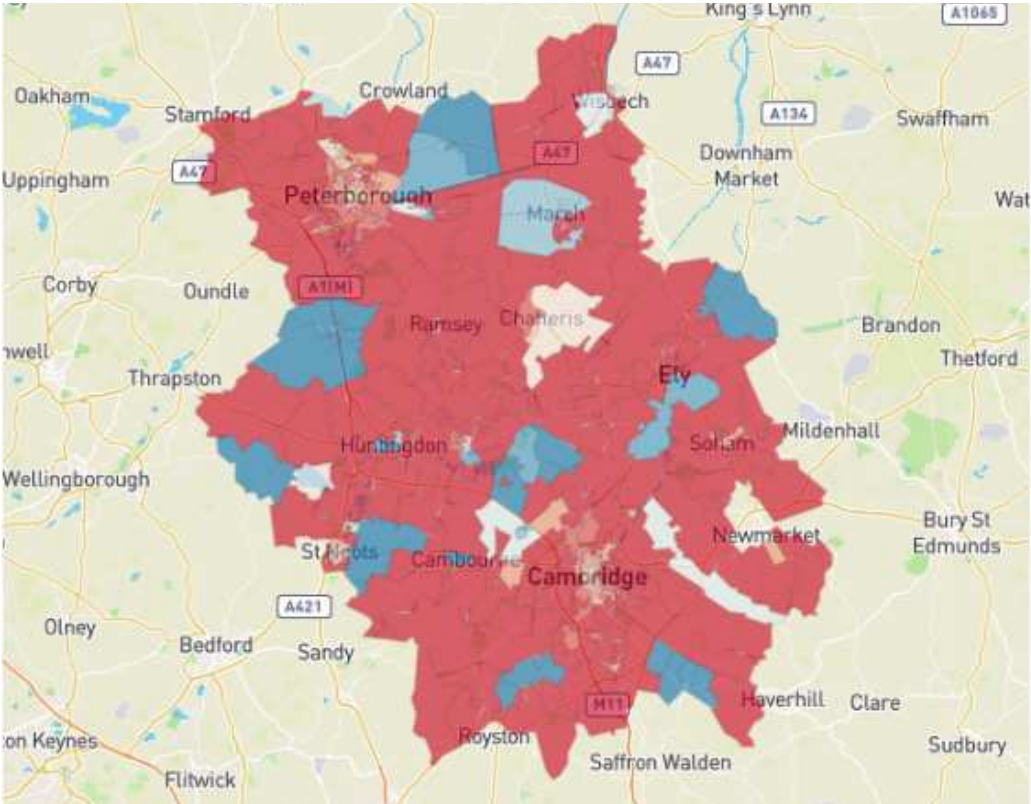 King's Lynn
A1065
A47
Oakham
Crowland
Wisbech
Stamford
A134
Swaffham
A47
A47
Downham
Market
Uppingham
Peterborough
March
A1(M)
Corby
Oundle
Ramsey
Chatteris
Brandon
Thetford
Thrapston
Ely
Huntingdon
Soham
Mildenhall
Wellingborough
Newmarket
Bury St
Edmunds
St Neots
Cambourne
Cambridge
A421
Olney
Bedford
Sandy
M11
Haverhill
Clare
Royston
Saffron Walden
Sudbury
on Keynes
Flitwick